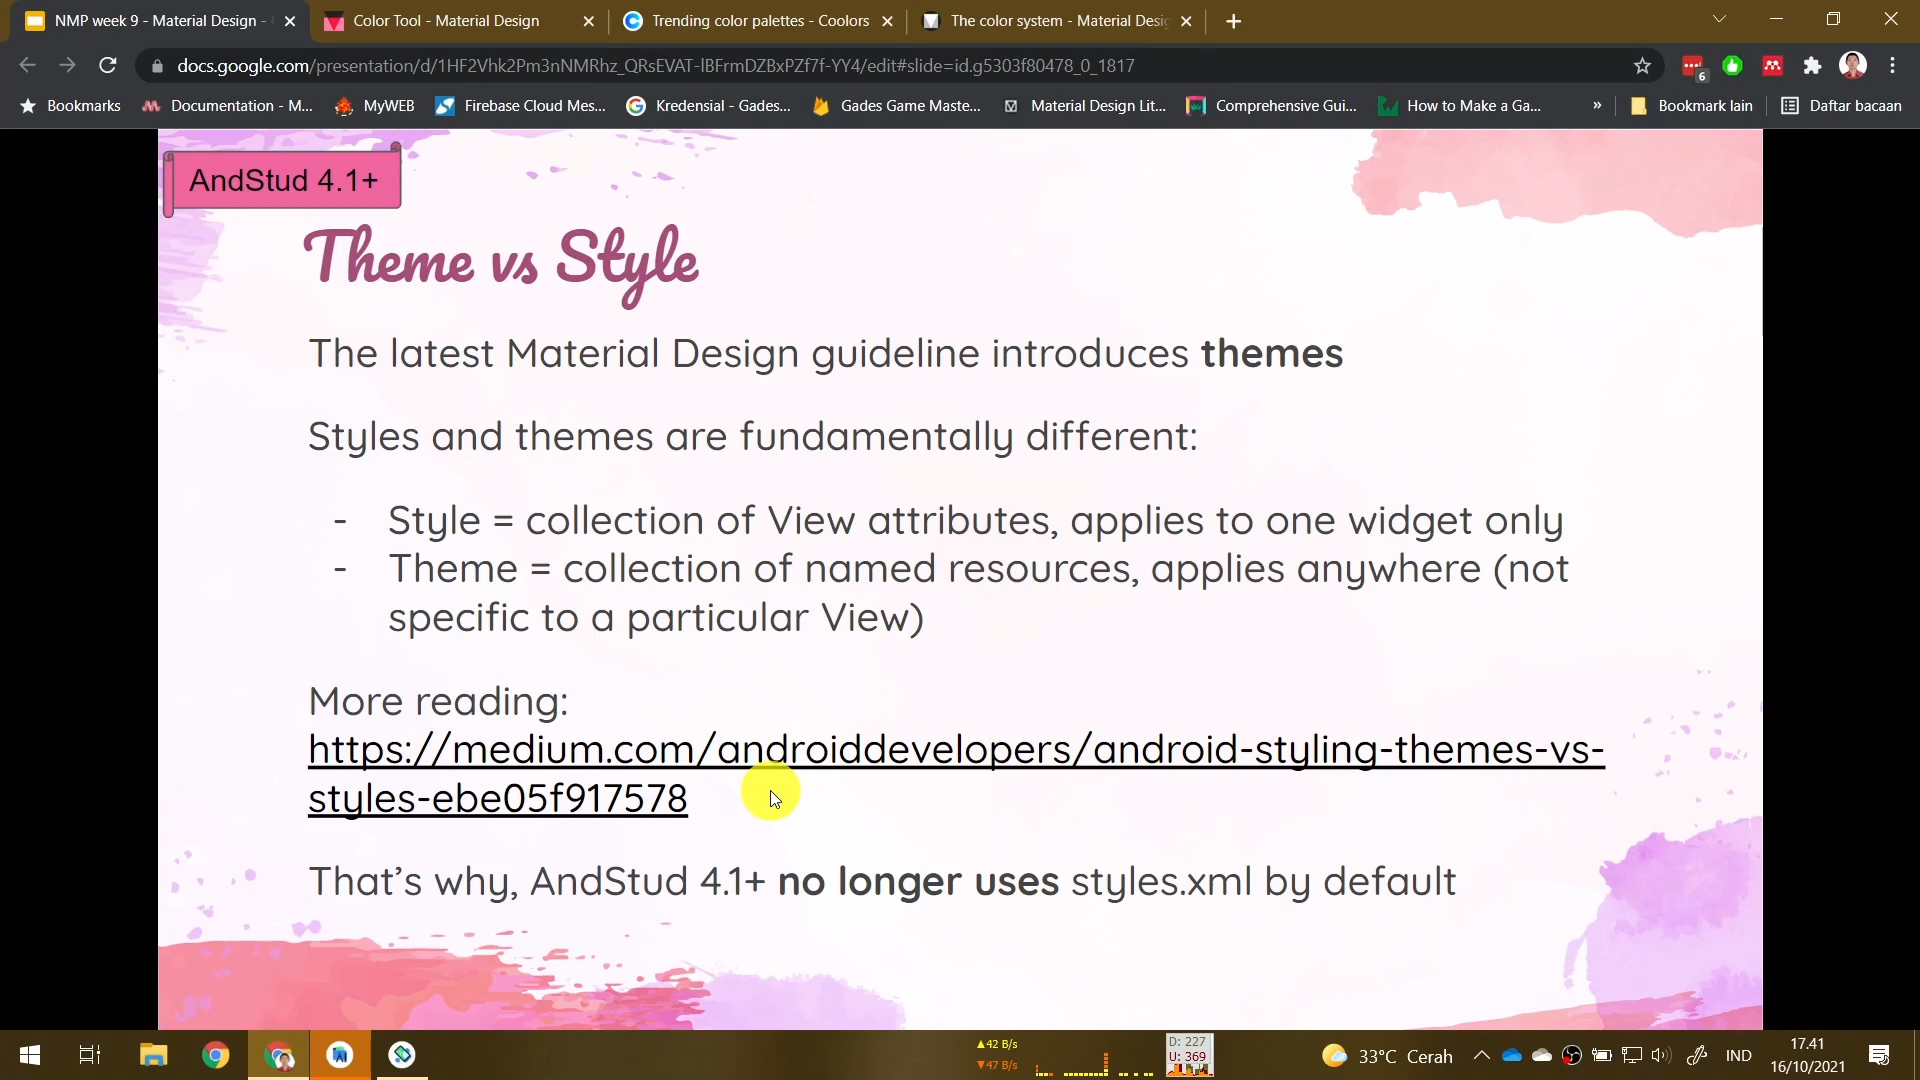 NMP week 9 - Material Design -
Color Tool - Material Design
Trending color palettes - Coolors
The color system - Material Desig
docs.google.com/presentation/d/1HF2Vhk2Pm3nNMRhz_QRsEVAT-lBFrmDZBxPZf7f-YY4/edit#slide=id.g5303f80478_0_1817
6
Bookmarks
Documentation - M...
MyWEB
Firebase Cloud Mes...
Kredensial - Gades...
Gades Game Maste...
Material Design Lit...
Comprehensive Gui...
How to Make a Ga...
»
Bookmark lain
Daftar bacaan
AndStud 4.1+
Theme vs Style
The latest Material Design guideline introduces themes
Styles and themes are fundamentally different:
- Style = collection of View attributes, applies to one widget only
- Theme = collection of named resources, applies anywhere (not
specific to a particular View)
More reading:
https://medium.com/androiddevelopers/android-styling-themes-vs-
styles-ebe05f917578
That's why, AndStud 4.1+ no longer uses styles.xml by default
▲42 B/s
▼47 B/s
D: 227
U: 369
33°C Cerah
IND
17.41
16/10/2021